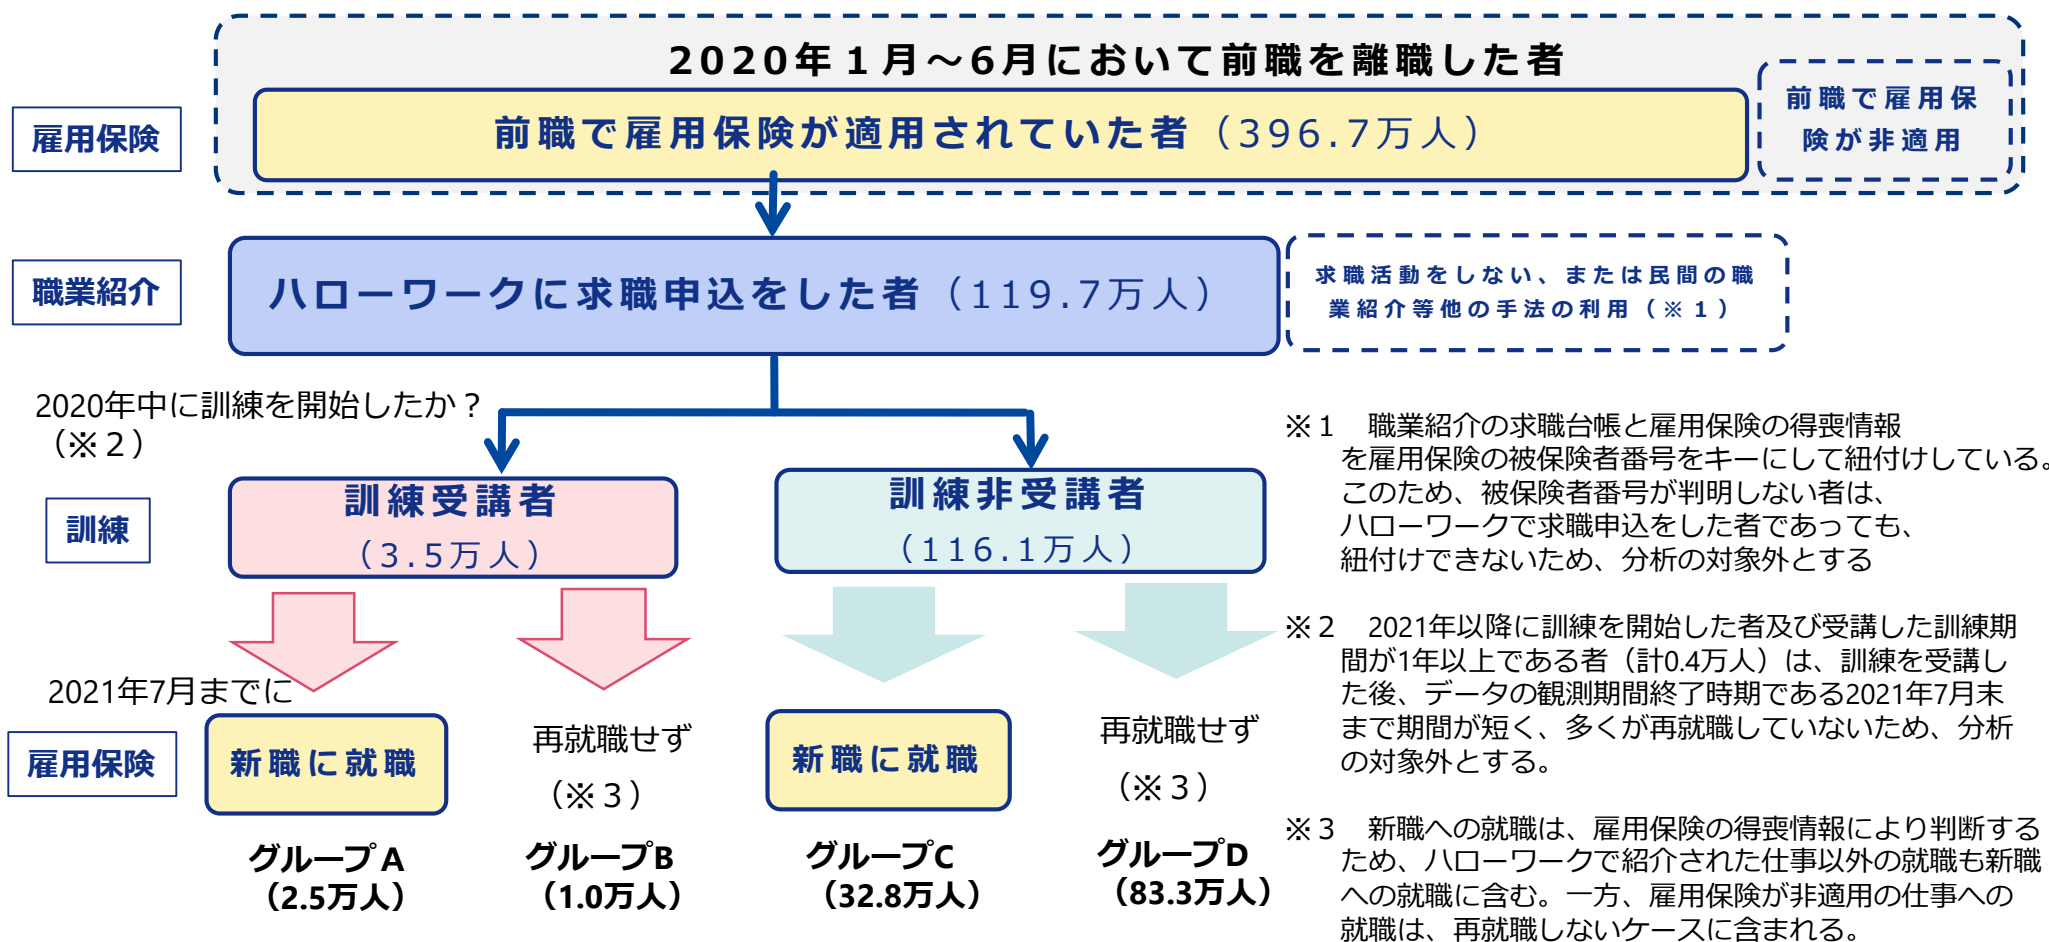 2020年１月～6月において前職を離職した者
雇用保険
前職で雇用保険が適用されていた者（396.7万人）
前職で雇用保
険が非適用
職業紹介
ハローワークに求職申込をした者（119.7万人）
求職活動をしない、または民間の職
業紹介等他の手法の利用（※１）
2020年中に訓練を開始したか？
（※２）
訓練
訓練受講者
（3.5万人）
訓練非受講者
（116.1万人）
2021年7月までに
雇用保険
新職に就職
再就職せず
（※３）
新職に就職
再就職せず
（※３）
グループA
（2.5万人）
グループB
（1.0万人）
グループC
（32.8万人）
グループD
（83.3万人）
※１　職業紹介の求職台帳と雇用保険の得喪情報
を雇用保険の被保険者番号をキーにして紐付けしている。
このため、被保険者番号が判明しない者は、
ハローワークで求職申込をした者であっても、
紐付けできないため、分析の対象外とする
※２　2021年以降に訓練を開始した者及び受講した訓練期
間が1年以上である者（計0.4万人）は、訓練を受講し
た後、データの観測期間終了時期である2021年7月末
まで期間が短く、多くが再就職していないため、分析
の対象外とする。
※３　新職への就職は、雇用保険の得喪情報により判断する
ため、ハローワークで紹介された仕事以外の就職も新職
への就職に含む。一方、雇用保険が非適用の仕事への
就職は、再就職しないケースに含まれる。